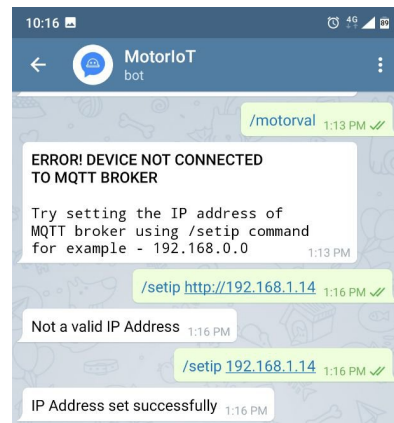 10:16
4G
89
MotorIoT
bot
/motorval 1:13 PM
ERROR! DEVICE NOT CONNECTED
TO MQTT BROKER
Try setting the IP address of
MQTT broker using /setip command
for example - 192.168.0.0 1:13 PM
/setip http://192.168.1.14 1:16 PM
Not a valid IP Address 1:16 PM
/setip 192.168.1.14 1:16 PM
IP Address set successfully 1:16 PM